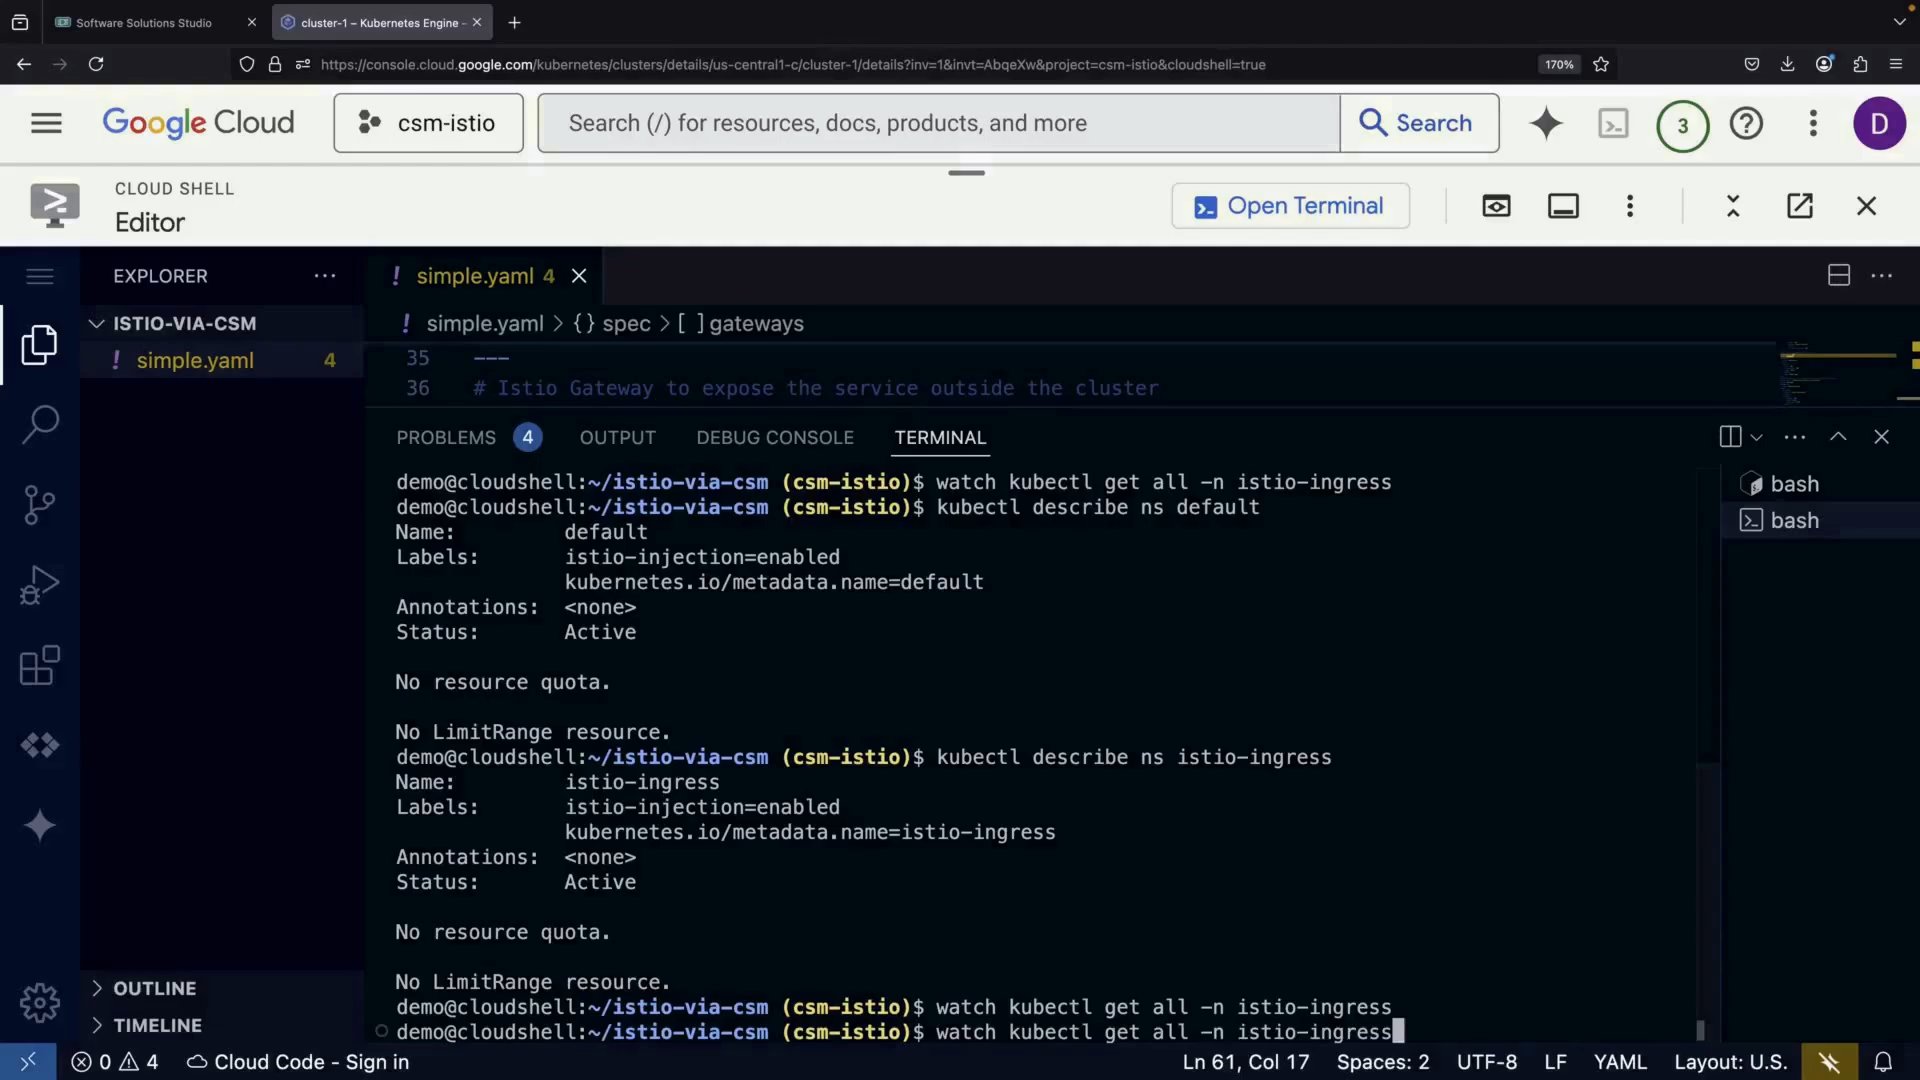 Software Solutions Studio
cluster-1 – Kubernetes Engine –
https://console.cloud.google.com/kubernetes/clusters/details/us-central1-c/cluster-1/details?inv=1&invt=AbqeXw&project=csm-istio&cloudshell=true
170%
Google Cloud
csm-istio
Search (/) for resources, docs, products, and more
Search
3
D
CLOUD SHELL
Editor
Open Terminal
EXPLORER
simple.yaml 4
ISTIO-VIA-CSM
simple.yaml > {} spec > [ ] gateways
simple.yaml 4
35 ---
36 # Istio Gateway to expose the service outside the cluster
PROBLEMS 4 OUTPUT DEBUG CONSOLE TERMINAL
demo@cloudshell:~/istio-via-csm (csm-istio)$ watch kubectl get all -n istio-ingress
demo@cloudshell:~/istio-via-csm (csm-istio)$ kubectl describe ns default
Name: default
Labels: istio-injection=enabled
kubernetes.io/metadata.name=default
Annotations: <none>
Status: Active
No resource quota.
No LimitRange resource.
demo@cloudshell:~/istio-via-csm (csm-istio)$ kubectl describe ns istio-ingress
Name: istio-ingress
Labels: istio-injection=enabled
kubernetes.io/metadata.name=istio-ingress
Annotations: <none>
Status: Active
No resource quota.
No LimitRange resource.
demo@cloudshell:~/istio-via-csm (csm-istio)$ watch kubectl get all -n istio-ingress
demo@cloudshell:~/istio-via-csm (csm-istio)$ watch kubectl get all -n istio-ingress
bash
bash
OUTLINE
TIMELINE
0 4 Cloud Code - Sign in
Ln 61, Col 17 Spaces: 2 UTF-8 LF YAML Layout: U.S.